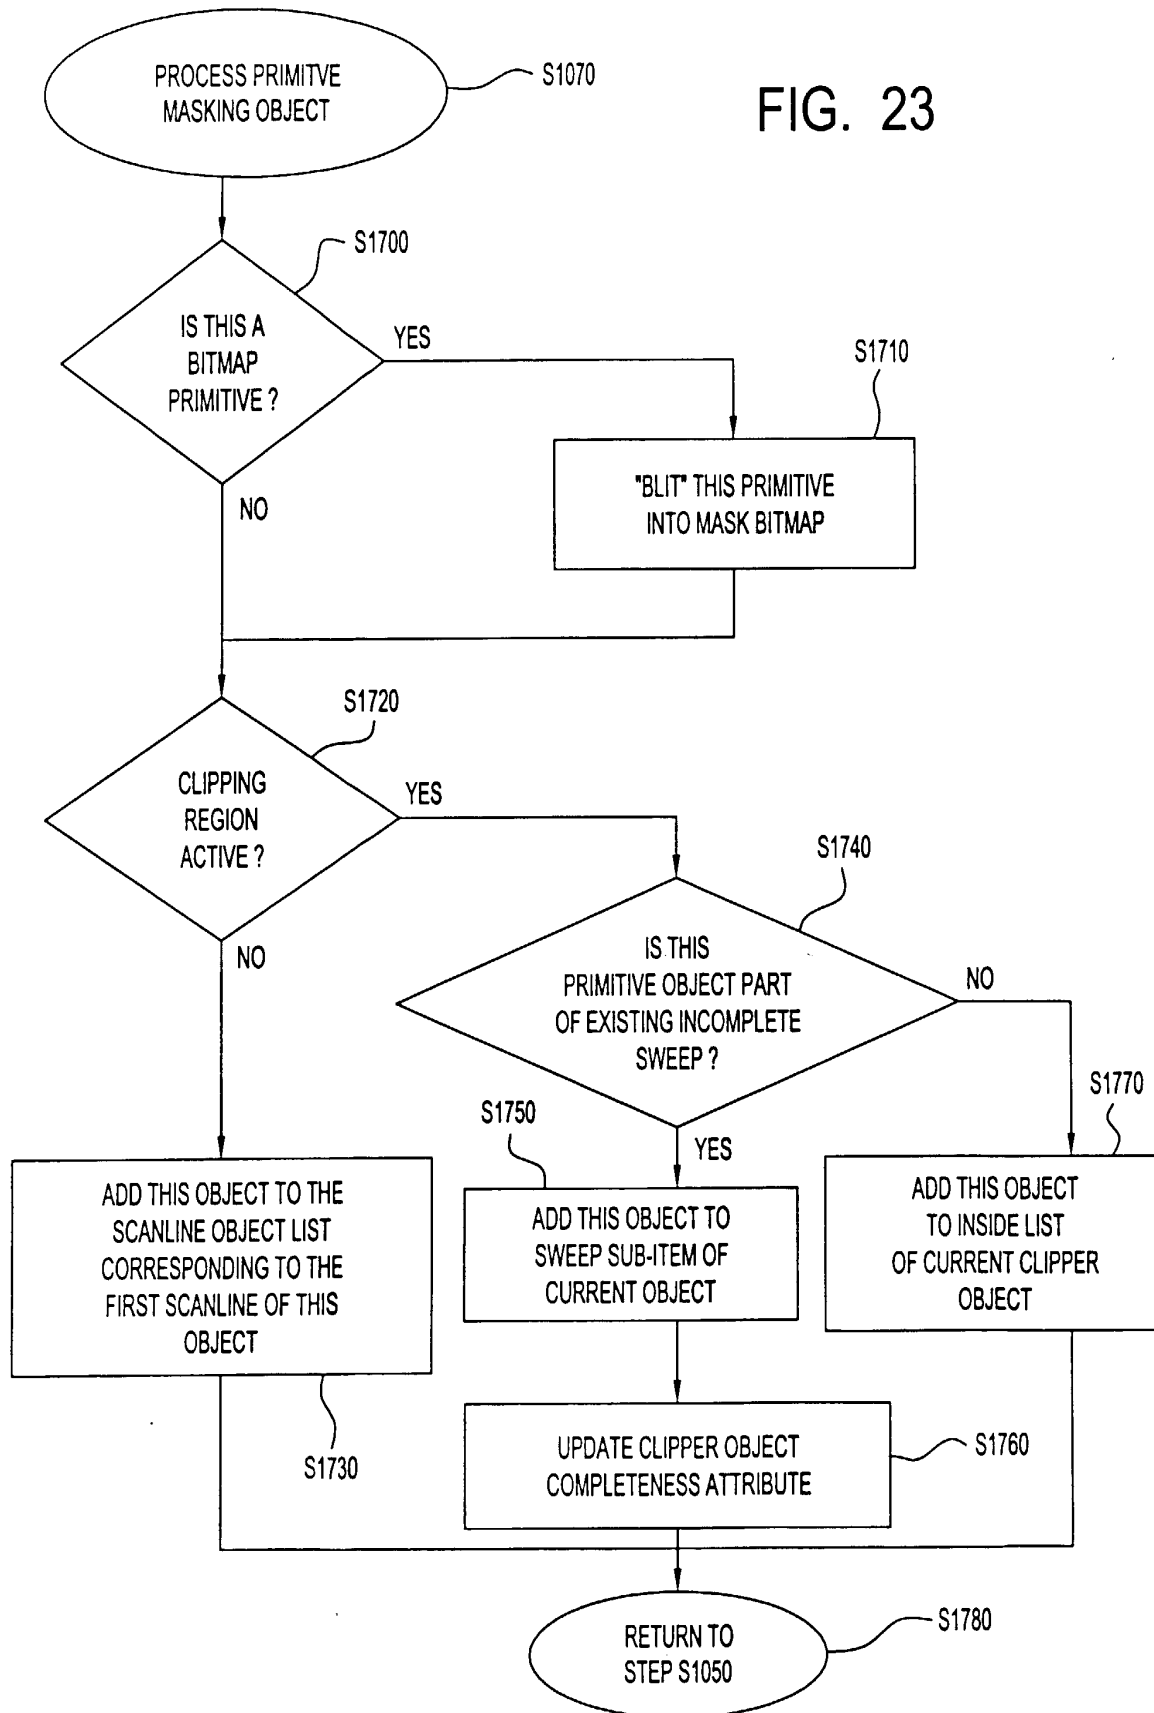 PROCESS PRIMITVE
MASKING OBJECT
S1070
FIG. 23
S1700
IS THIS A
BITMAP
PRIMITIVE ?
YES
NO
S1710
"BLIT" THIS PRIMITIVE
INTO MASK BITMAP
S1720
CLIPPING
REGION
ACTIVE ?
YES
NO
S1740
IS THIS
PRIMITIVE OBJECT PART
OF EXISTING INCOMPLETE
SWEEP ?
NO
YES
S1770
S1750
ADD THIS OBJECT TO THE
SCANLINE OBJECT LIST
CORRESPONDING TO THE
FIRST SCANLINE OF THIS
OBJECT
S1730
ADD THIS OBJECT TO
SWEEP SUB-ITEM OF
CURRENT OBJECT
ADD THIS OBJECT
TO INSIDE LIST
OF CURRENT CLIPPER
OBJECT
UPDATE CLIPPER OBJECT
COMPLETENESS ATTRIBUTE
S1760
RETURN TO
STEP S1050
S1780